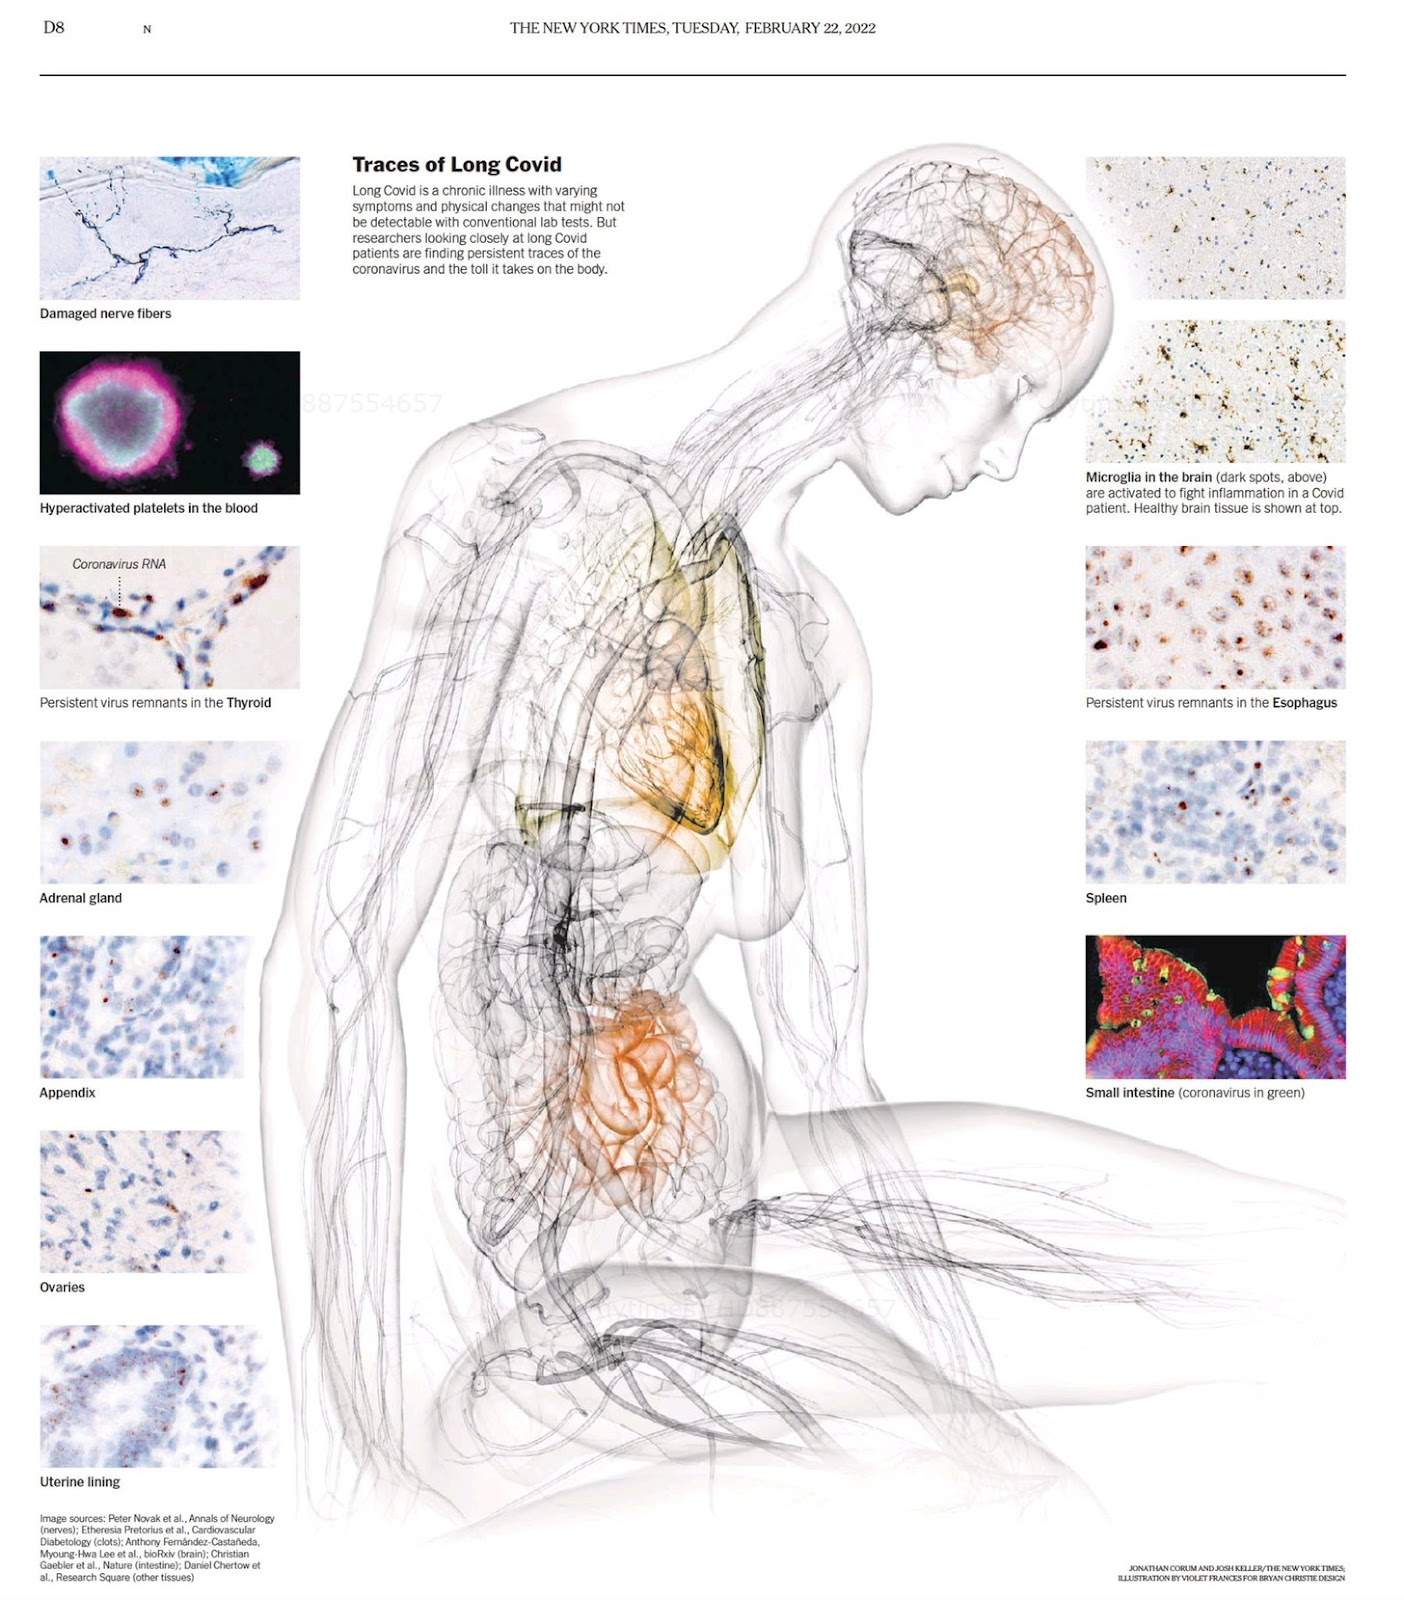 D8
N
THE NEW YORK TIMES, TUESDAY, FEBRUARY 22, 2022
Traces of Long Covid
Long Covid is a chronic illness with varying
symptoms and physical changes that might not
be detectable with conventional lab tests. But
researchers looking closely at long Covid
patients are finding persistent traces of the
coronavirus and the toll it takes on the body.
Damaged nerve fibers
887554657
Hyperactivated platelets in the blood
Coronavirus RNA
Persistent virus remnants in the Thyroid
Adrenal gland
Appendix
Ovaries
Uterine lining
Image sources: Peter Novak et al., Annals of Neurology
(nerves); Etheresia Pretorius et al., Cardiovascular
Diabetology (clots); Anthony Fernández-Castañeda,
Myoung-Hwa Lee et al., bioRxiv (brain); Christian
Gaebler et al., Nature (intestine); Daniel Chertow et
al., Research Square (other tissues)
Microglia in the brain (dark spots, above)
are activated to fight inflammation in a Covid
patient. Healthy brain tissue is shown at top.
Persistent virus remnants in the Esophagus
Spleen
Small intestine (coronavirus in green)
JONATHAN CORUM AND JOSH KELLER/THE NEW YORK TIMES;
ILLUSTRATION BY VIOLET FRANCES FOR BRYAN CHRISTIE DESIGN